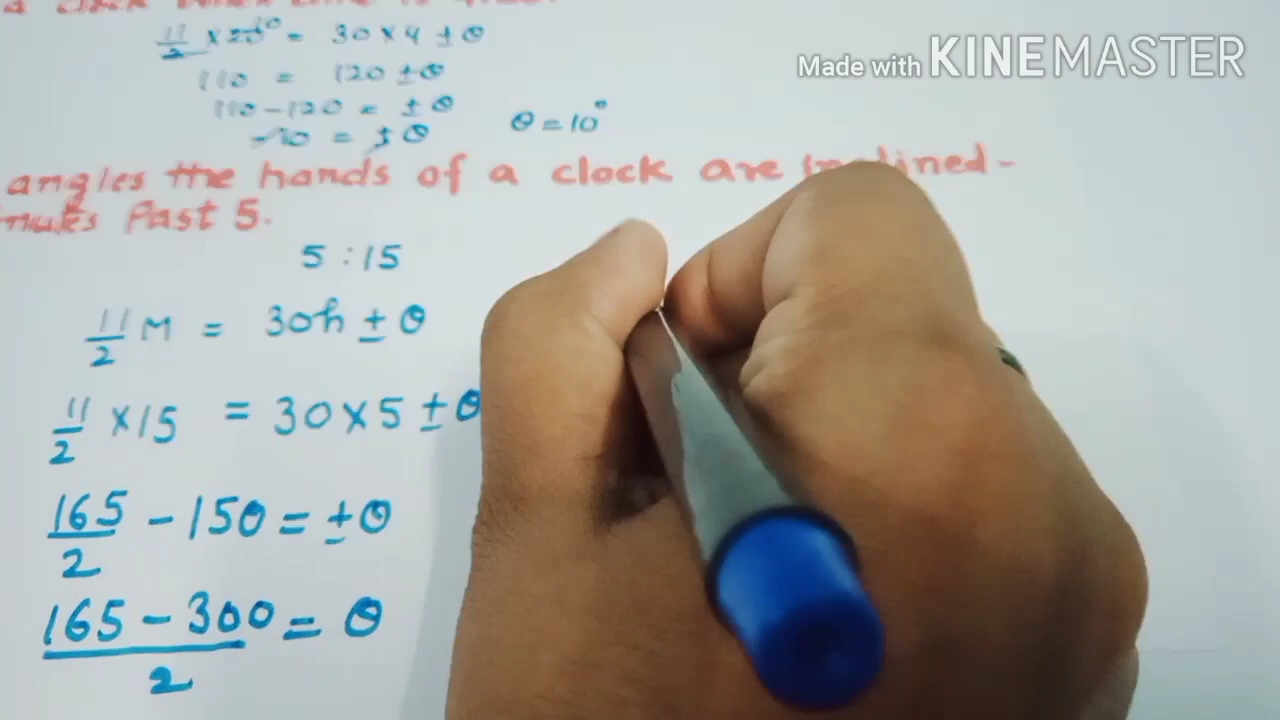 11/2 × 20 = 30 × 4 ± θ
110 = 120 ± θ
110 - 120 = ± θ
-10 = ± θ θ = 10°
Made with KINEMASTER
angles the hands of a clock are
Past 5.
5 : 15
11/2 M = 30h ± θ
11/2 × 15 = 30 × 5 ± θ
165/2 - 150 = ± θ
165 - 300 / 2 = θ